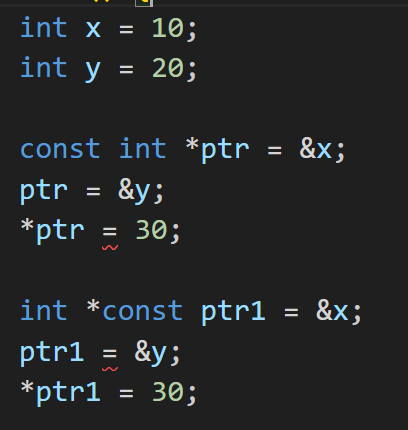 int x = 10;
int y = 20;
const int *ptr = &x;
ptr = &y;
*ptr = 30;
int *const ptr1 = &x;
ptr1 = &y;
*ptr1 = 30;